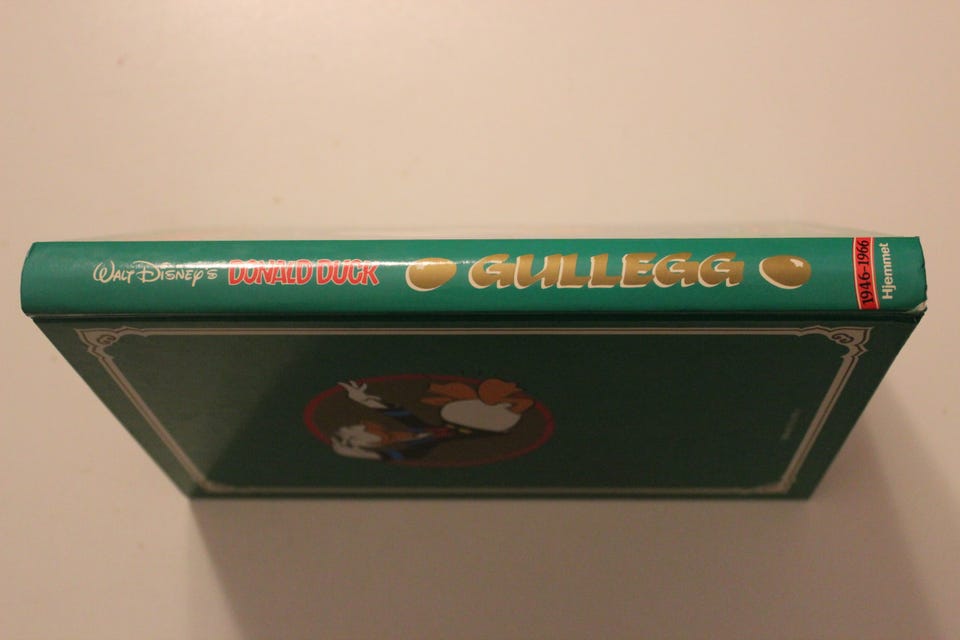 WALT DISNEY'S DONALD DUCK GULLEGG
1946-1966
Hjemmet